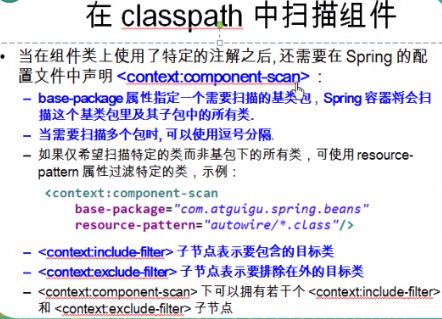 在 classpath 中扫描组件
• 当在组件类上使用了特定的注解之后, 还需要在 Spring 的配
置文件中声明 <context:component-scan> :
– base-package 属性指定一个需要扫描的基类包，Spring 容器将会扫
描这个基类包里及其子包中的所有类.
– 当需要扫描多个包时, 可以使用逗号分隔.
– 如果仅希望扫描特定的类而非基包下的所有类，可使用 resource-
pattern 属性过滤特定的类，示例：
<context:component-scan
base-package="com.atguigu.spring.beans"
resource-pattern="autowire/*.class"/>
– <context:include-filter> 子节点表示要包含的目标类
– <context:exclude-filter> 子节点表示要排除在外的目标类
– <context:component-scan> 下可以拥有若干个 <context:include-filter>
和 <context:exclude-filter> 子节点